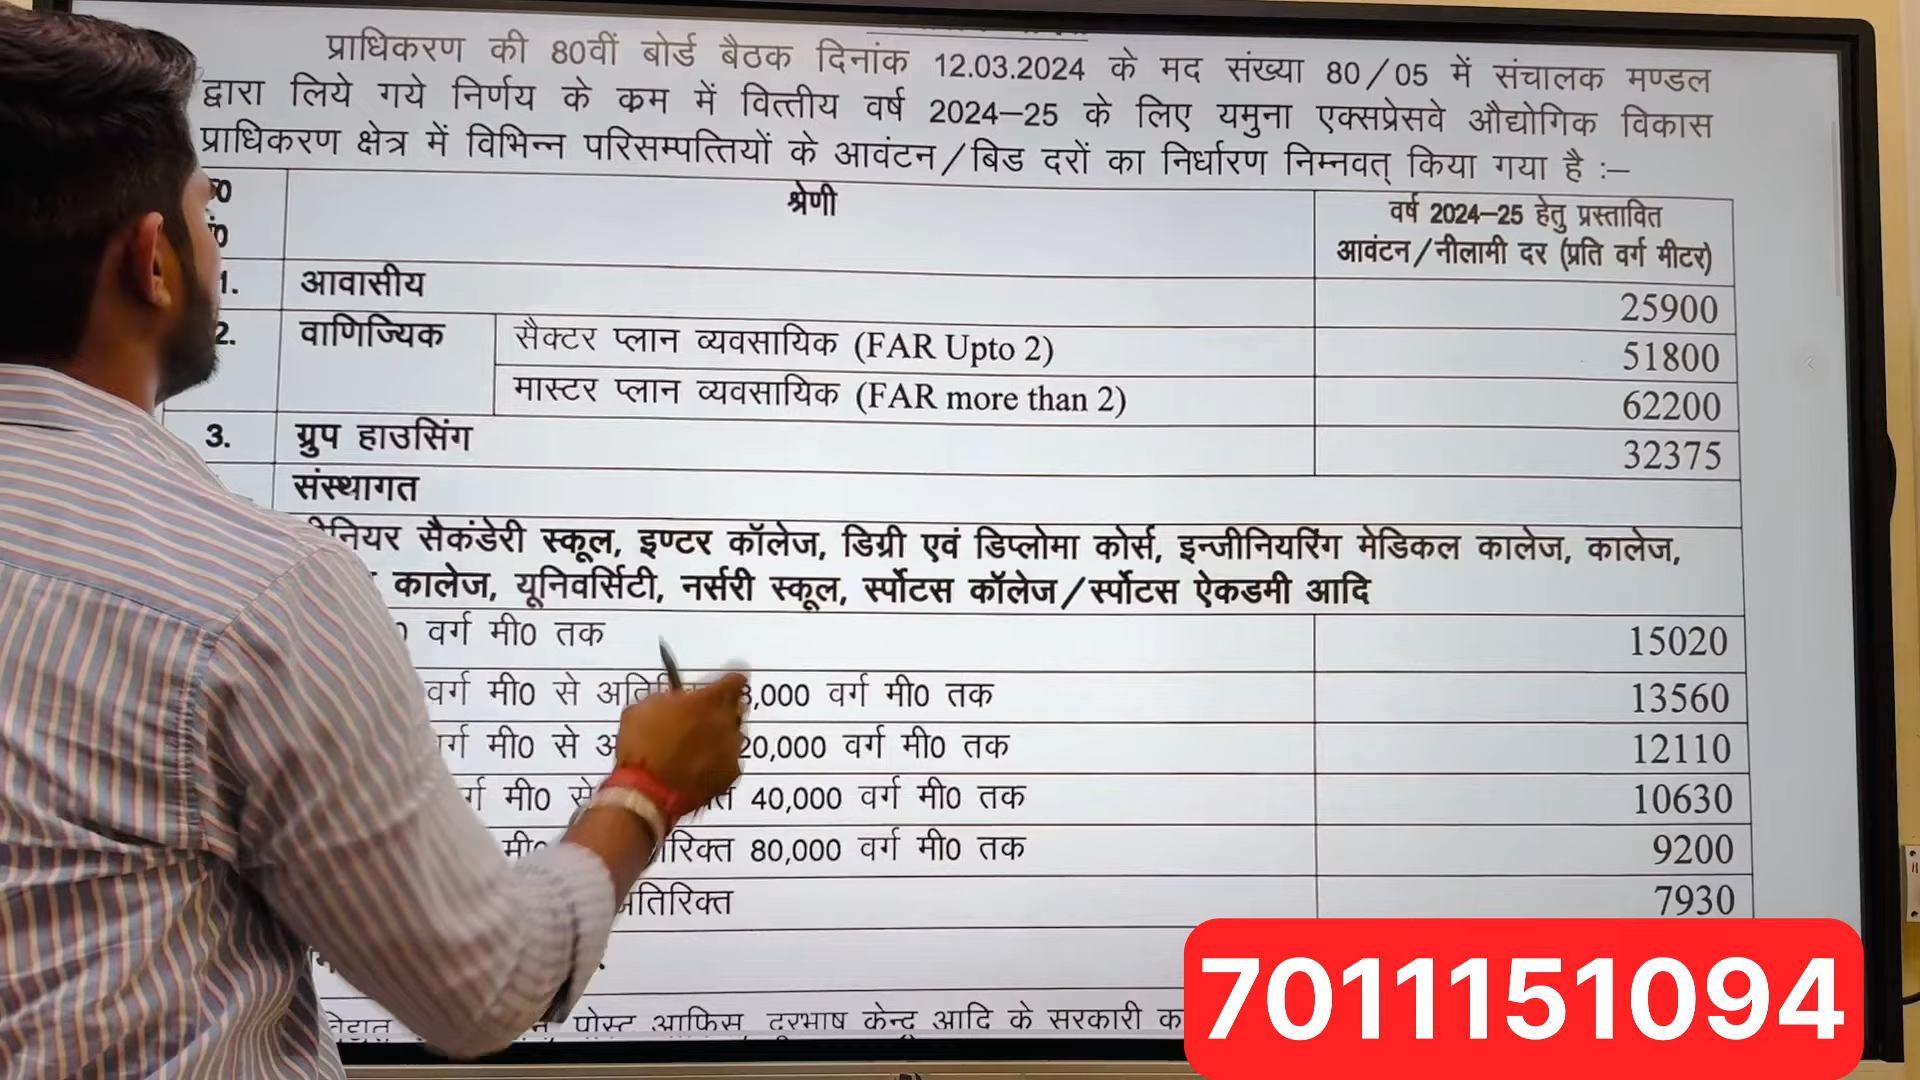 प्राधिकरण की 80वीं बोर्ड बैठक दिनांक 12.03.2024 के मद संख्या 80/05 में संचालक मण्डल
द्वारा लिये गये निर्णय के क्रम में वित्तीय वर्ष 2024–25 के लिए यमुना एक्सप्रेसवे औद्योगिक विकास
प्राधिकरण क्षेत्र में विभिन्न परिसम्पत्तियों के आवंटन/बिड दरों का निर्धारण निम्नवत् किया गया है :–
श्रेणी
वर्ष 2024–25 हेतु प्रस्तावित
आवंटन/नीलामी दर (प्रति वर्ग मीटर)
1. आवासीय 25900
2. वाणिज्यिक सैक्टर प्लान व्यवसायिक (FAR Upto 2) 51800
मास्टर प्लान व्यवसायिक (FAR more than 2) 62200
3. ग्रुप हाउसिंग 32375
संस्थागत
सैकंडेरी स्कूल, इण्टर कॉलेज, डिग्री एवं डिप्लोमा कोर्स, इन्जीनियरिंग मेडिकल कालेज, कालेज,
कालेज, यूनिवर्सिटी, नर्सरी स्कूल, र्स्पोटस कॉलेज/र्स्पोटस ऐकडमी आदि
वर्ग मी0 तक 15020
वर्ग मी0 से वर्ग मी0 तक 13560
मी0 से 20,000 वर्ग मी0 तक 12110
मी0 से 40,000 वर्ग मी0 तक 10630
80,000 वर्ग मी0 तक 9200
7930
पोस्ट आफिस, दूरभाष केन्द्र आदि के सरकारी
7011151094